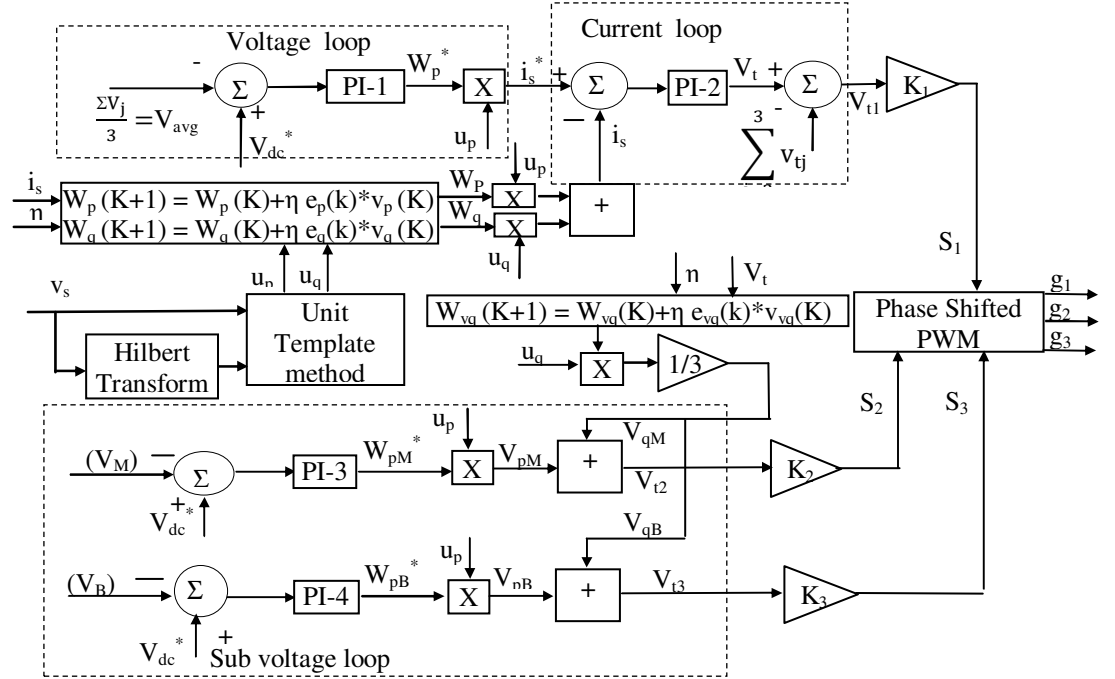 Voltage loop
Current loop
-
Σ
+
ΣV_j / 3 = V_avg
V_dc^*
PI-1
W_p^*
X
u_p
i_s^*
+
−
Σ
i_s
PI-2
V_t
+
-
Σ
3
∑ v_tj
V_t1
K_1
i_s
η
W_p (K+1) = W_p (K)+η e_p(k)*v_p (K)
W_q (K+1) = W_q (K)+η e_q(k)*v_q (K)
W_P
W_q
u_p
X
X
u_q
+
u_p
u_q
v_s
Hilbert
Transform
Unit
Template
method
η
V_t
W_vq (K+1) = W_vq(K)+η e_vq(k)*v_vq(K)
u_q
X
1/3
S_1
Phase Shifted
PWM
g_1
g_2
g_3
S_2
S_3
(V_M)
−
Σ
+
V_dc^*
PI-3
W_pM^*
u_p
X
V_pM
V_qM
+
V_t2
K_2
(V_B)
−
Σ
+
V_dc^*
PI-4
W_pB^*
u_p
X
V_pB
V_qB
+
V_t3
K_3
Sub voltage loop